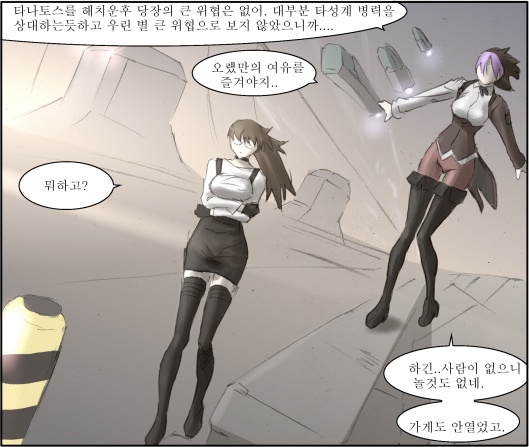 타나토스를 해치운후 당장의 큰 위협은 없어. 대부분 타성게 병력을
상대하는듯하고 우린 별 큰 위협으로 보지 않았으니까....
오랬만의 여유를
즐겨야지..
뭐하고?
하긴..사람이 없으니
놀것도 없네.
가게도 안열었고.